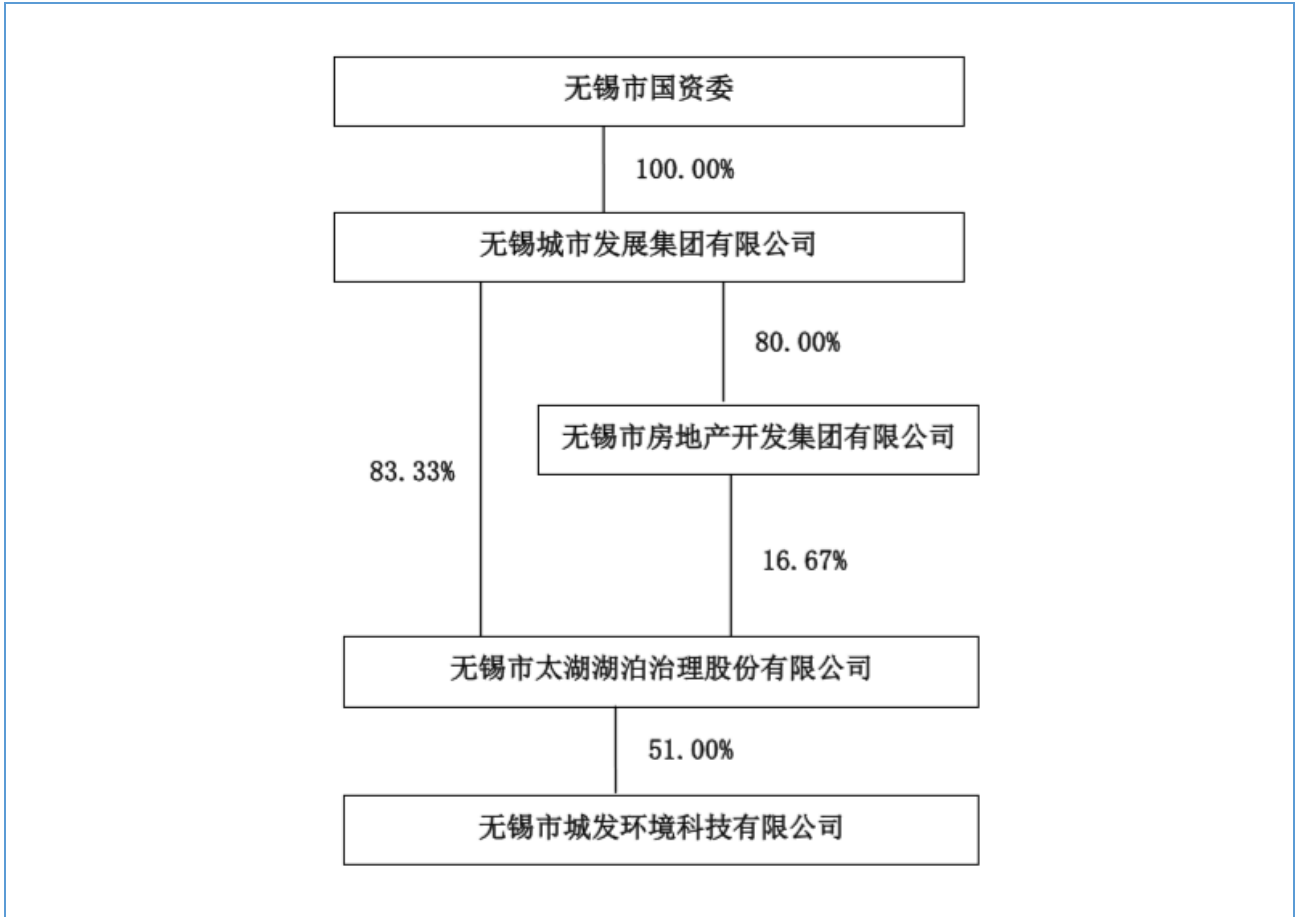 无锡市国资委
100.00%
无锡城市发展集团有限公司
80.00%
无锡市房地产开发集团有限公司
83.33%
16.67%
无锡市太湖湖泊治理股份有限公司
51.00%
无锡市城发环境科技有限公司